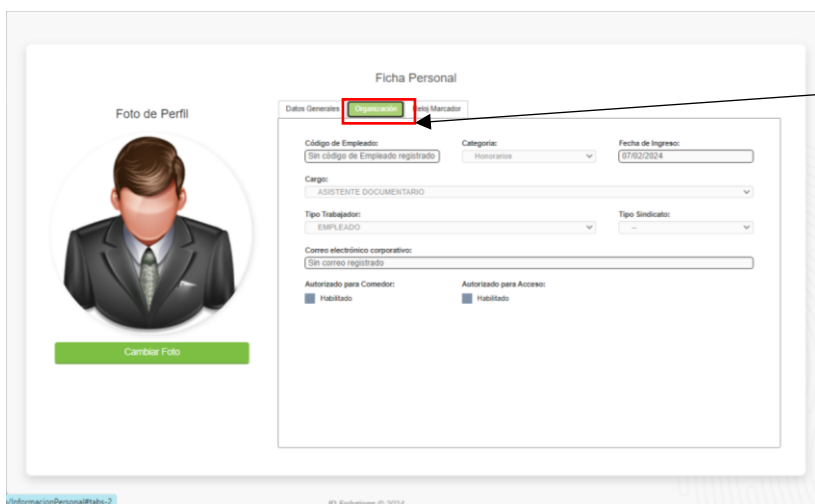 Ficha Personal
Foto de Perfil
Datos Generales Organización Reloj Marcador
Código de Empleado: Categoria: Fecha de Ingreso:
Sin código de Empleado registrado Honorarios 07/02/2024
Cargo:
ASISTENTE DOCUMENTARIO
Tipo Trabajador: Tipo Sindicato:
EMPLEADO --
Correo electrónico corporativo:
Sin correo registrado
Autorizado para Comedor: Autorizado para Acceso:
Habilitado Habilitado
Cambiar Foto
/InformacionPersonal#tabs-2
Solutions © 2024